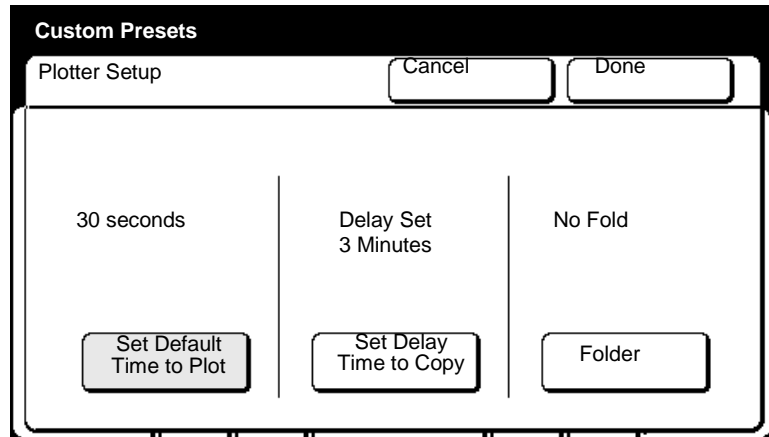 Custom Presets
Plotter Setup
Cancel
Done
30 seconds
Delay Set
3 Minutes
No Fold
Set Default
Time to Plot
Set Delay
Time to Copy
Folder